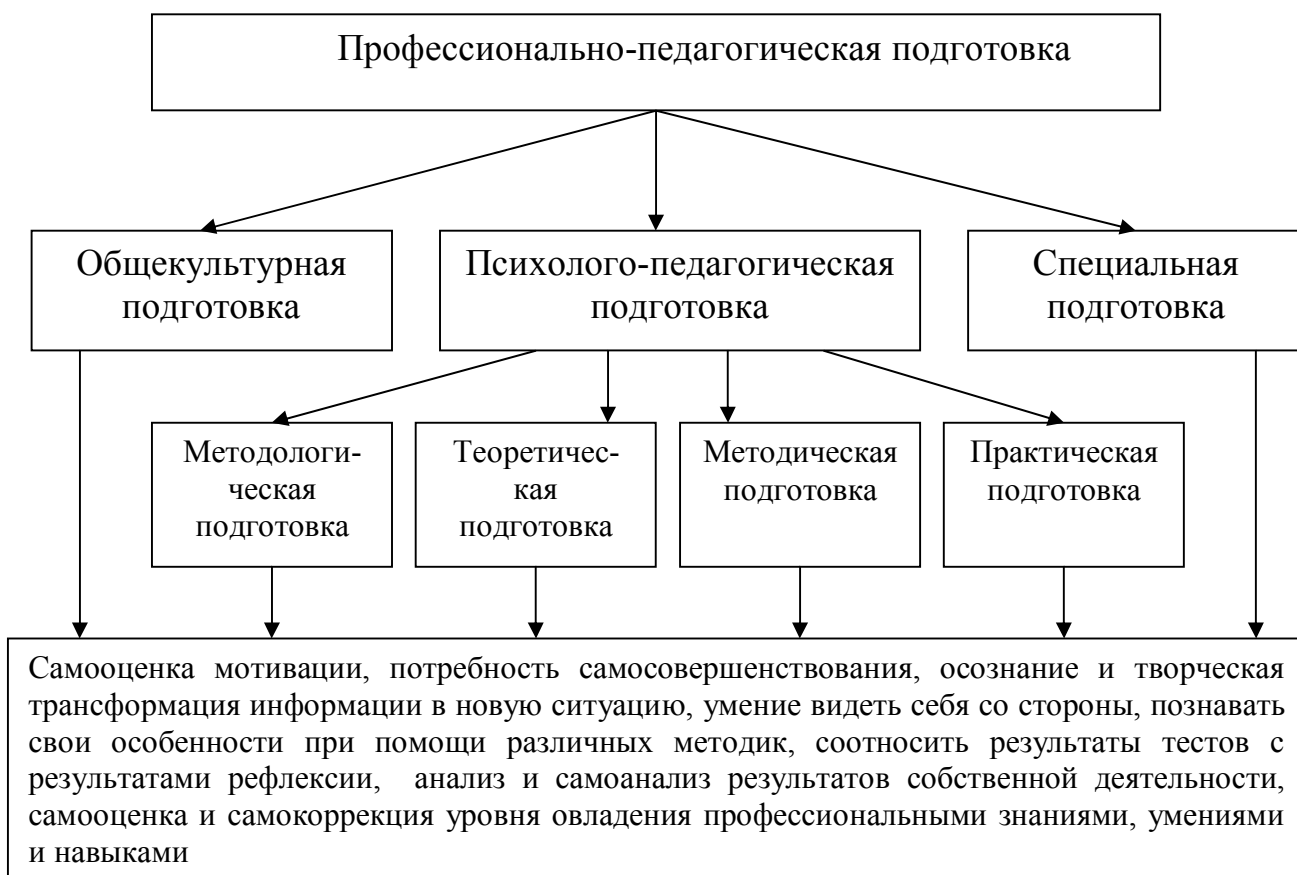 Профессионально-педагогическая подготовка
Общекультурная
подготовка
Психолого-педагогическая
подготовка
Специальная
подготовка
Методологи-
ческая
подготовка
Теоретичес-
кая
подготовка
Методическая
подготовка
Практическая
подготовка
Самооценка мотивации, потребность самосовершенствования, осознание и творческая
трансформация информации в новую ситуацию, умение видеть себя со стороны, познавать
свои особенности при помощи различных методик, соотносить результаты тестов с
результатами рефлексии, анализ и самоанализ результатов собственной деятельности,
самооценка и самокоррекция уровня овладения профессиональными знаниями, умениями
и навыками